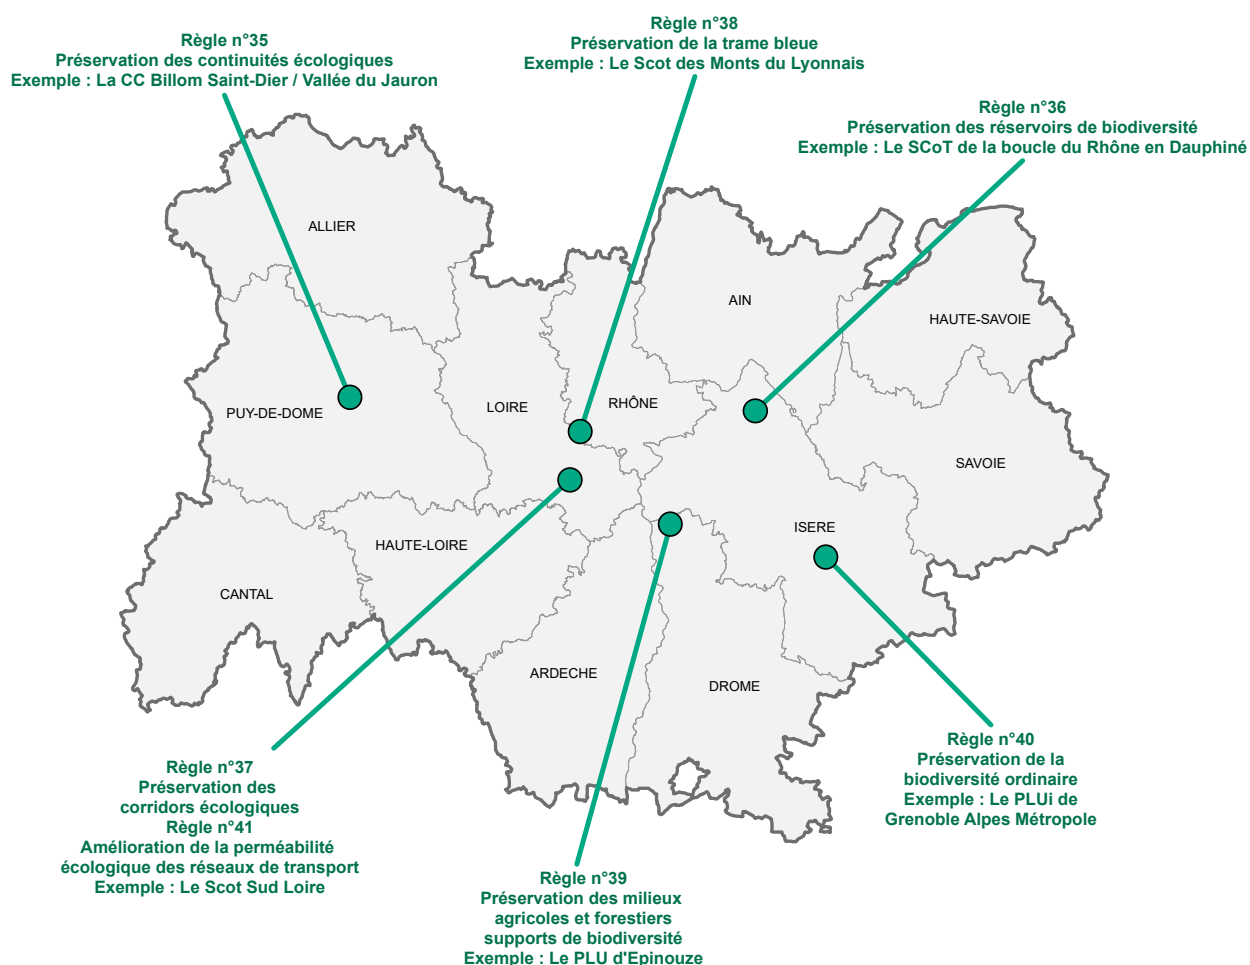 Règle n°38
Préservation de la trame bleue
Exemple : Le Scot des Monts du Lyonnais
Règle n°35
Préservation des continuités écologiques
Exemple : La CC Billom Saint-Dier / Vallée du Jauron
Règle n°36
Préservation des réservoirs de biodiversité
Exemple : Le SCoT de la boucle du Rhône en Dauphiné
ALLIER
AIN
HAUTE-SAVOIE
PUY-DE-DOME
LOIRE
RHÔNE
SAVOIE
ISERE
HAUTE-LOIRE
CANTAL
ARDECHE
DROME
Règle n°37
Préservation des
corridors écologiques
Règle n°41
Amélioration de la perméabilité
écologique des réseaux de transport
Exemple : Le Scot Sud Loire
Règle n°40
Préservation de la
biodiversité ordinaire
Exemple : Le PLUi de
Grenoble Alpes Métropole
Règle n°39
Préservation des milieux
agricoles et forestiers
supports de biodiversité
Exemple : Le PLU d'Epinouze